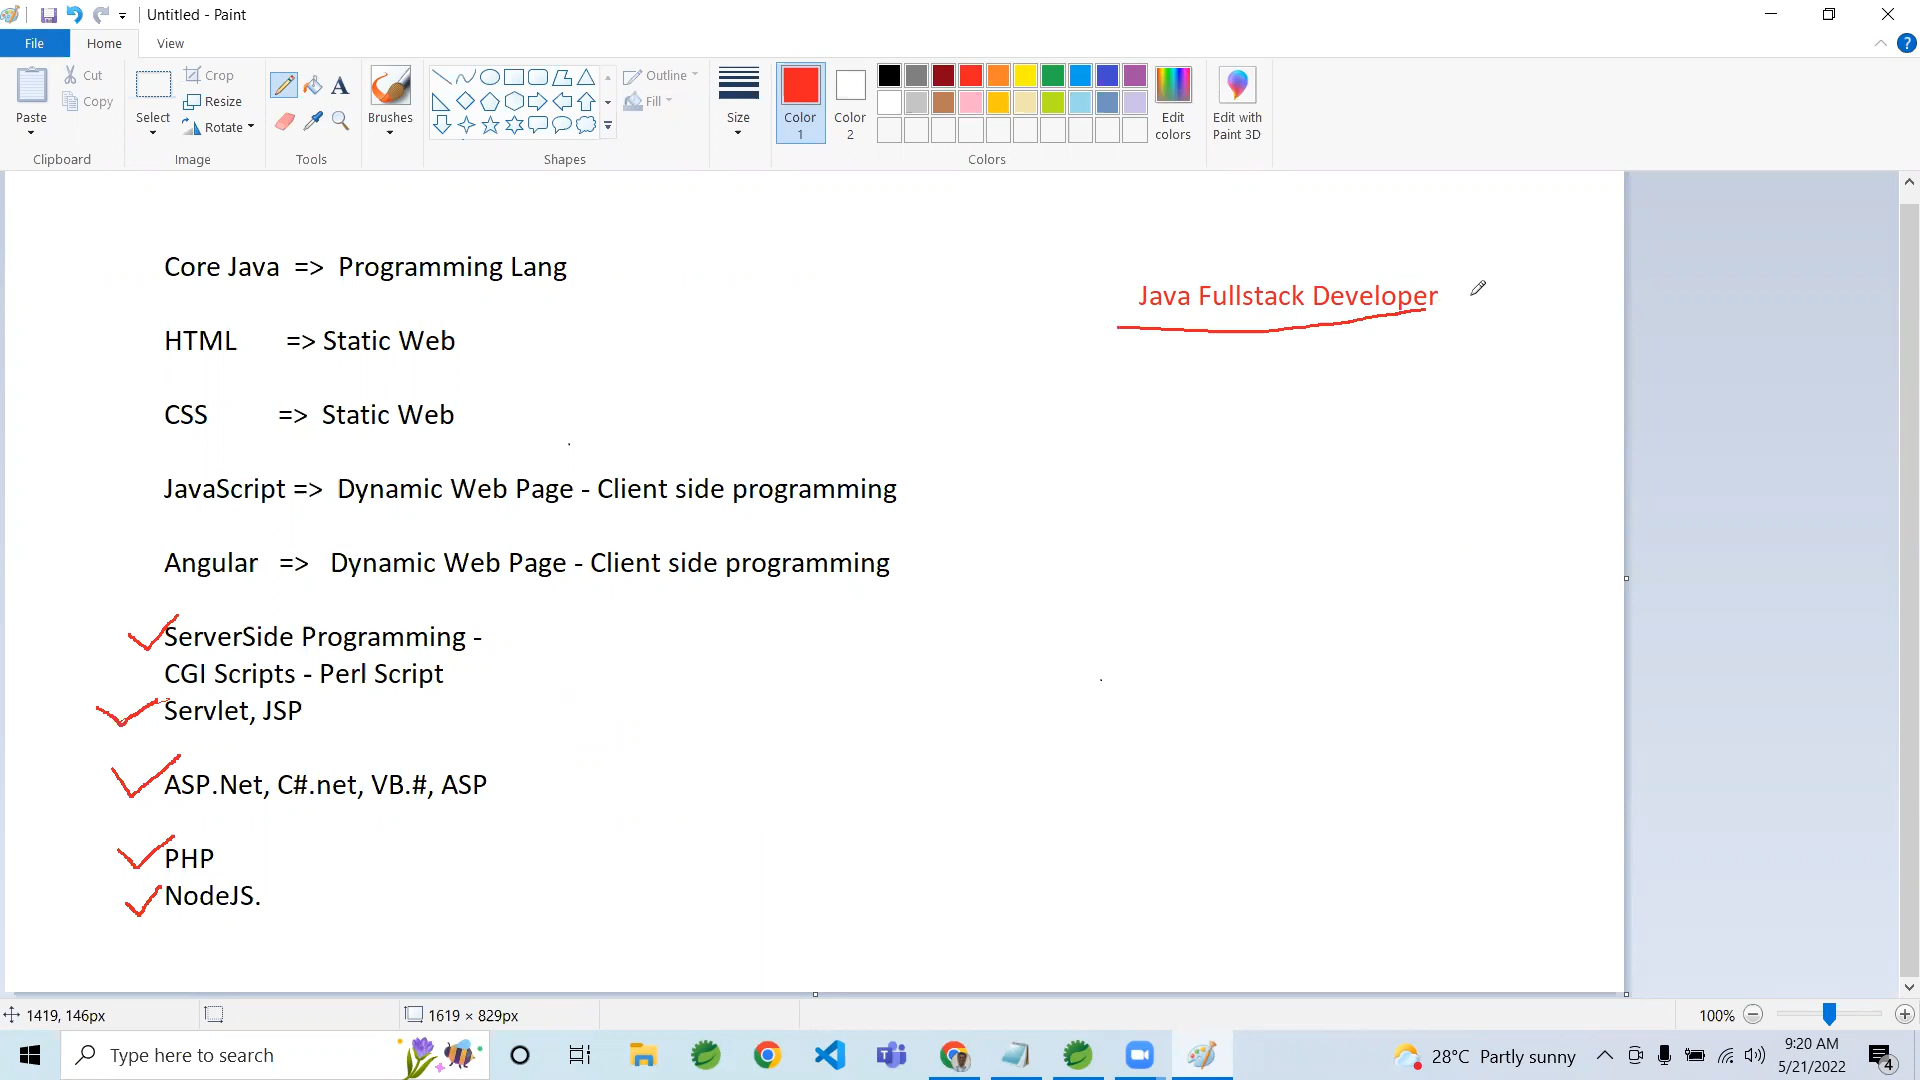 Untitled - Paint
File
Home
View
Paste
Cut
Copy
Clipboard
Select
Crop
Resize
Rotate
Image
Tools
Brushes
Shapes
Outline
Fill
Size
Color 1
Color 2
Colors
Edit colors
Edit with Paint 3D
Core Java => Programming Lang
Java Fullstack Developer
HTML => Static Web
CSS => Static Web
JavaScript => Dynamic Web Page - Client side programming
Angular => Dynamic Web Page - Client side programming
ServerSide Programming -
CGI Scripts - Perl Script
Servlet, JSP
ASP.Net, C#.net, VB.#, ASP
PHP
NodeJS.
1419, 146px
1619 × 829px
100%
Type here to search
28°C Partly sunny
9:20 AM
5/21/2022
4